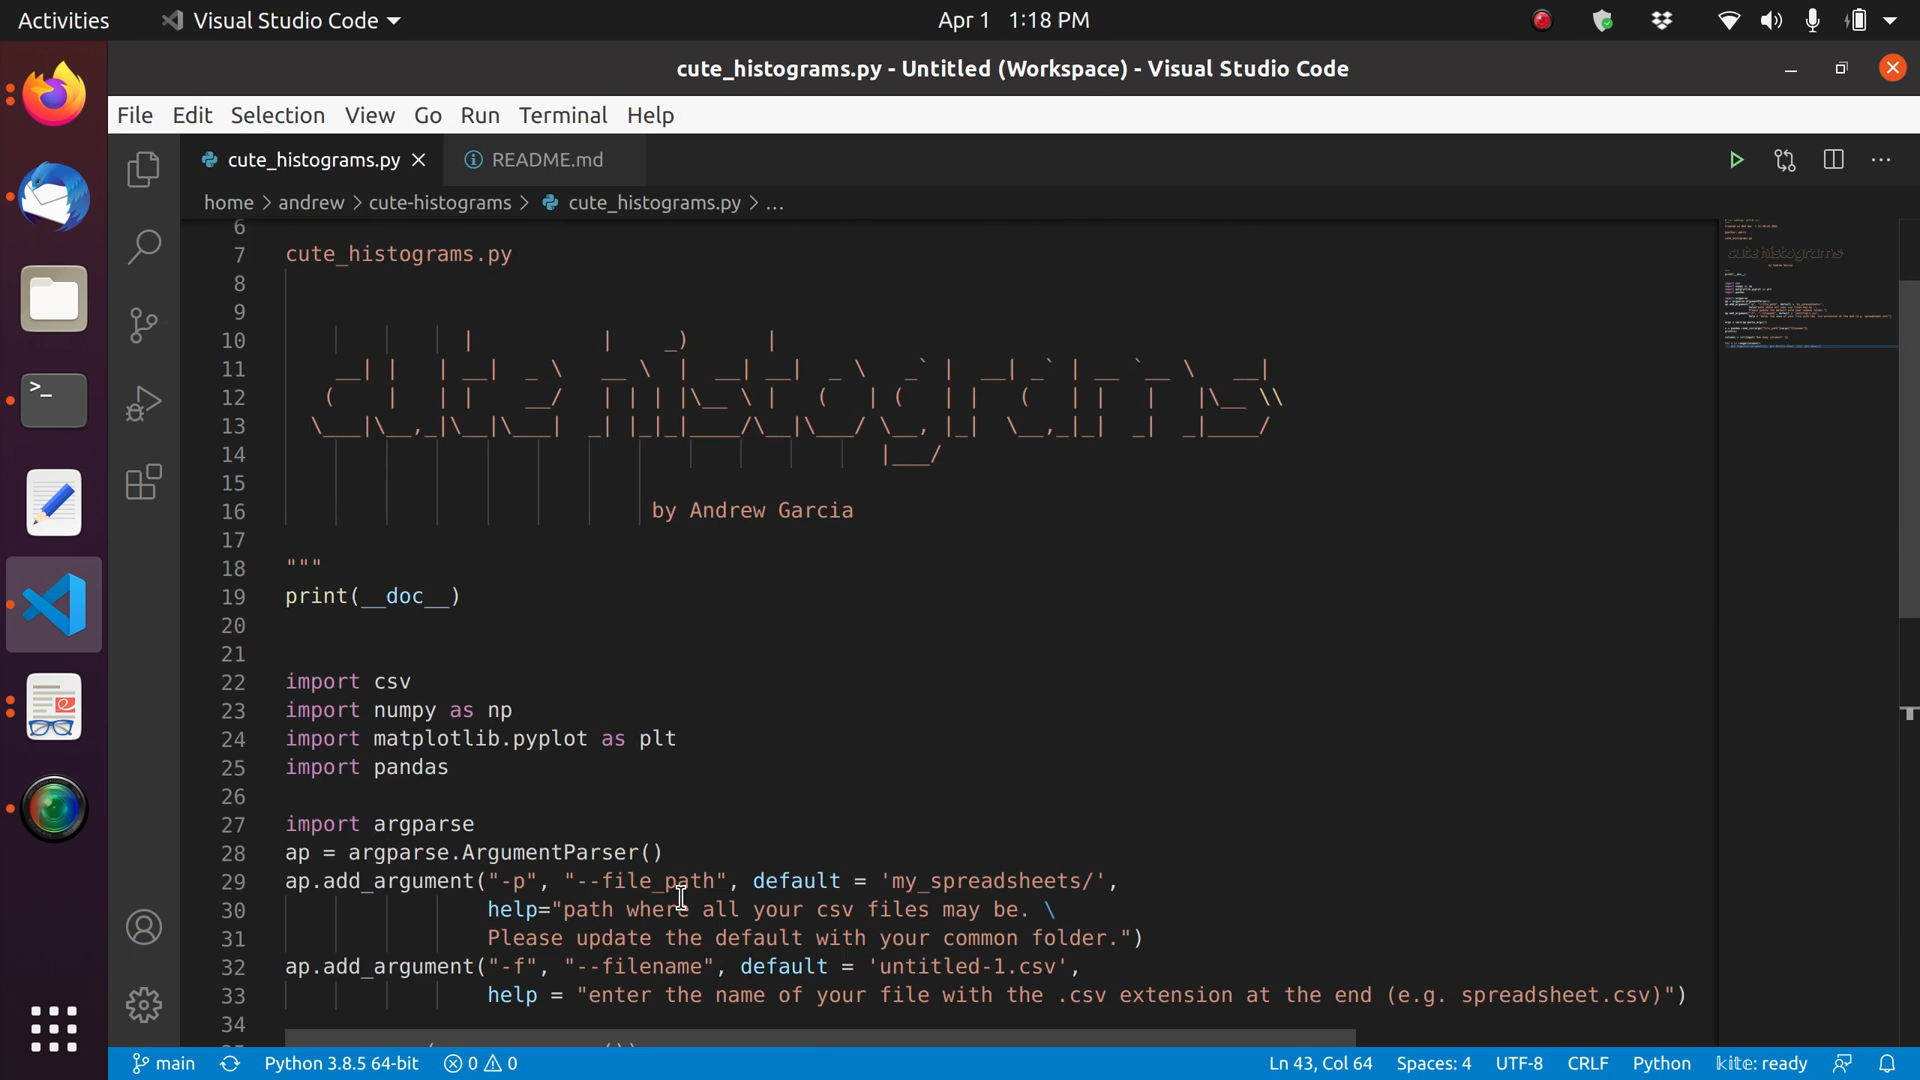 Activities
Visual Studio Code
Apr 1 1:18 PM
cute_histograms.py - Untitled (Workspace) - Visual Studio Code
File Edit Selection View Go Run Terminal Help
cute_histograms.py
README.md
home > andrew > cute-histograms > cute_histograms.py > ...
6
7 cute_histograms.py
8
9
10
11
12
13
14
15
16 by Andrew Garcia
17
18 """
19 print(__doc__)
20
21
22 import csv
23 import numpy as np
24 import matplotlib.pyplot as plt
25 import pandas
26
27 import argparse
28 ap = argparse.ArgumentParser()
29 ap.add_argument("-p", "--file_path", default = 'my_spreadsheets/',
30 help="path where all your csv files may be. \
31 Please update the default with your common folder.")
32 ap.add_argument("-f", "--filename", default = 'untitled-1.csv',
33 help = "enter the name of your file with the .csv extension at the end (e.g. spreadsheet.csv)")
34
main
Python 3.8.5 64-bit
0 0
Ln 43, Col 64
Spaces: 4
UTF-8
CRLF
Python
kite: ready